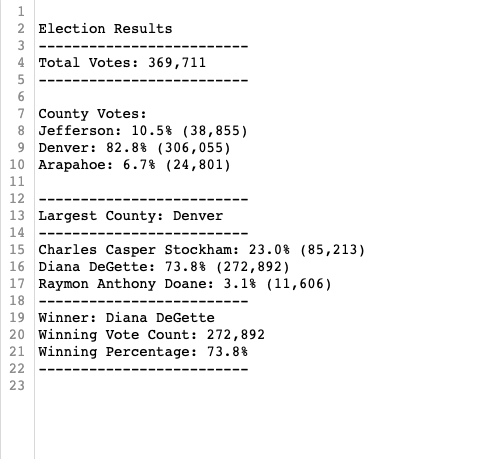 1
2 Election Results
3 -------------------------
4 Total Votes: 369,711
5 -------------------------
6
7 County Votes:
8 Jefferson: 10.5% (38,855)
9 Denver: 82.8% (306,055)
10 Arapahoe: 6.7% (24,801)
11
12 -------------------------
13 Largest County: Denver
14 -------------------------
15 Charles Casper Stockham: 23.0% (85,213)
16 Diana DeGette: 73.8% (272,892)
17 Raymon Anthony Doane: 3.1% (11,606)
18 -------------------------
19 Winner: Diana DeGette
20 Winning Vote Count: 272,892
21 Winning Percentage: 73.8%
22 -------------------------
23